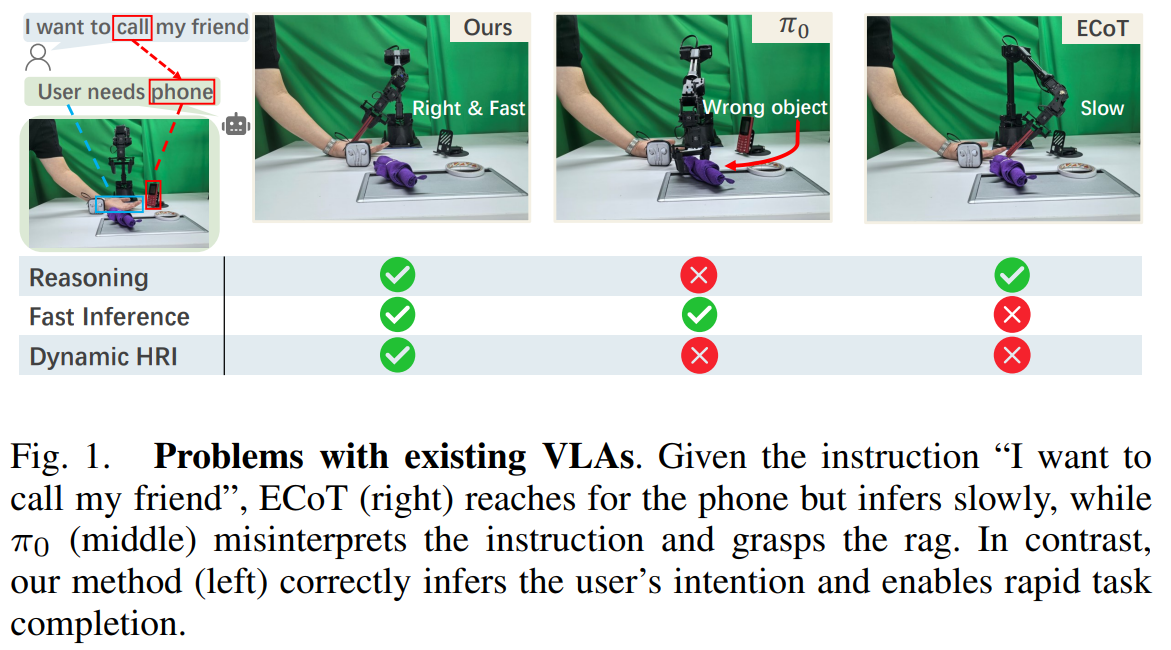 I want to call my friend
User needs phone
Ours
Right & Fast
π0
Wrong object
ECoT
Slow
Reasoning
Fast Inference
Dynamic HRI
Fig. 1. Problems with existing VLAs. Given the instruction “I want to
call my friend”, ECoT (right) reaches for the phone but infers slowly, while
π0 (middle) misinterprets the instruction and grasps the rag. In contrast,
our method (left) correctly infers the user’s intention and enables rapid task
completion.